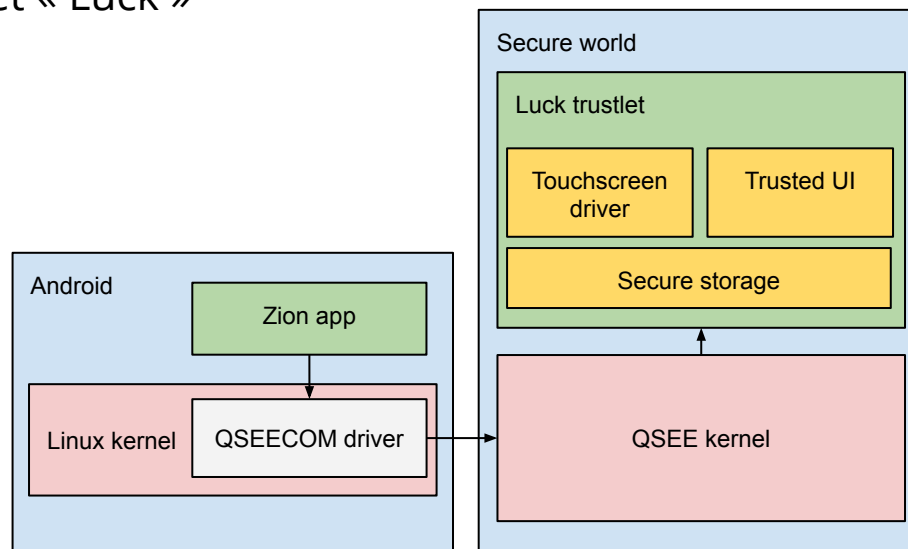 « Luck »
Secure world
Luck trustlet
Touchscreen
driver
Trusted UI
Secure storage
Android
Zion app
Linux kernel
QSEECOM driver
QSEE kernel